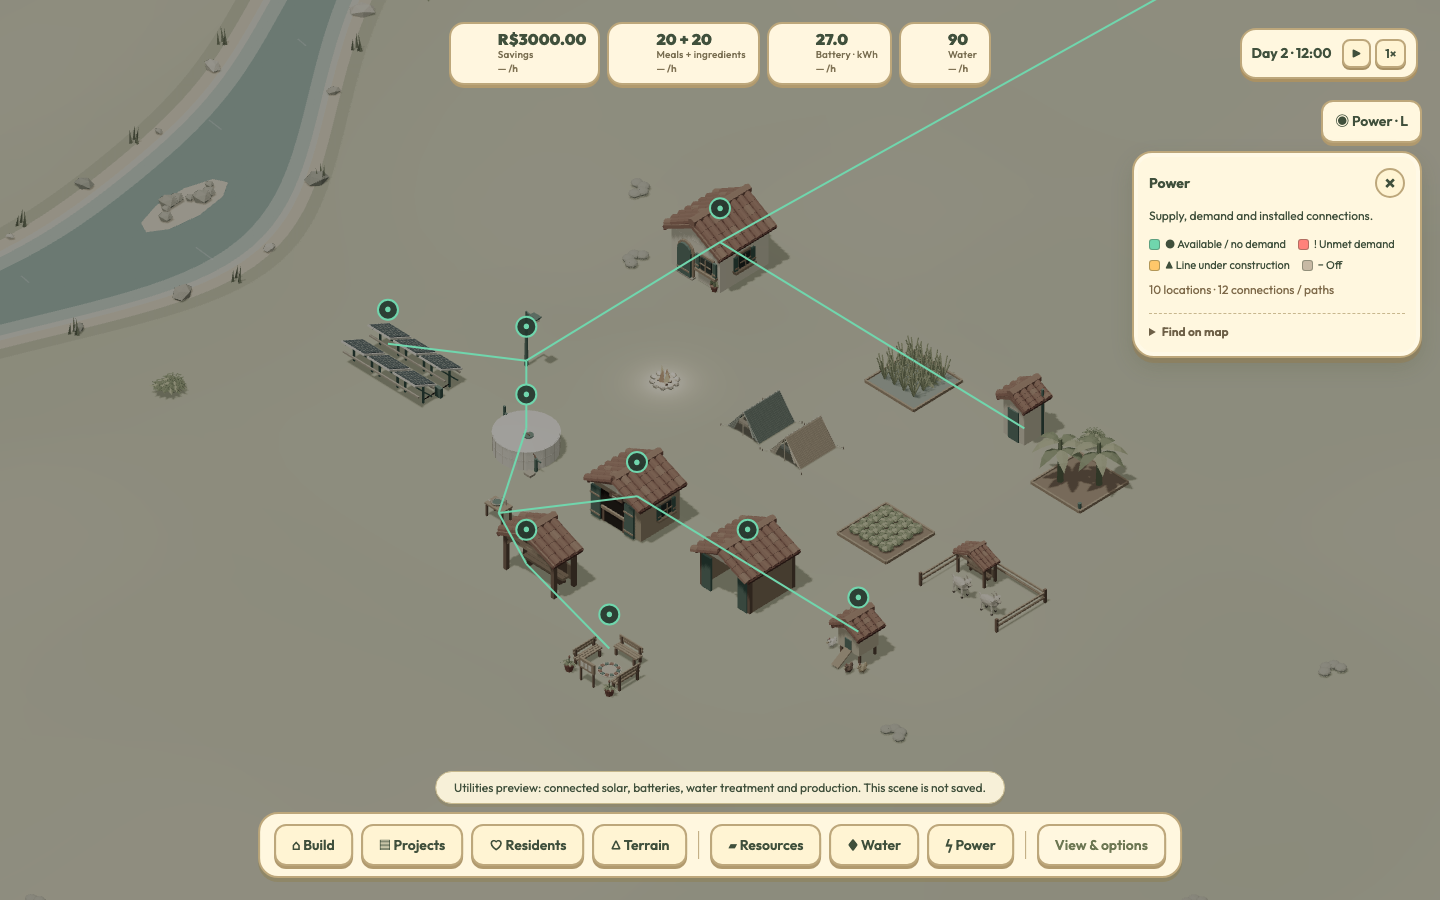 R$3000.00
Savings
— /h
20 + 20
Meals + ingredients
— /h
27.0
Battery · kWh
— /h
90
Water
— /h
Day 2 · 12:00
1×
Power · L
Power
Supply, demand and installed connections.
Available / no demand
! Unmet demand
Line under construction
– Off
10 locations · 12 connections / paths
Find on map
Utilities preview: connected solar, batteries, water treatment and production. This scene is not saved.
Build
Projects
Residents
Terrain
Resources
Water
Power
View & options